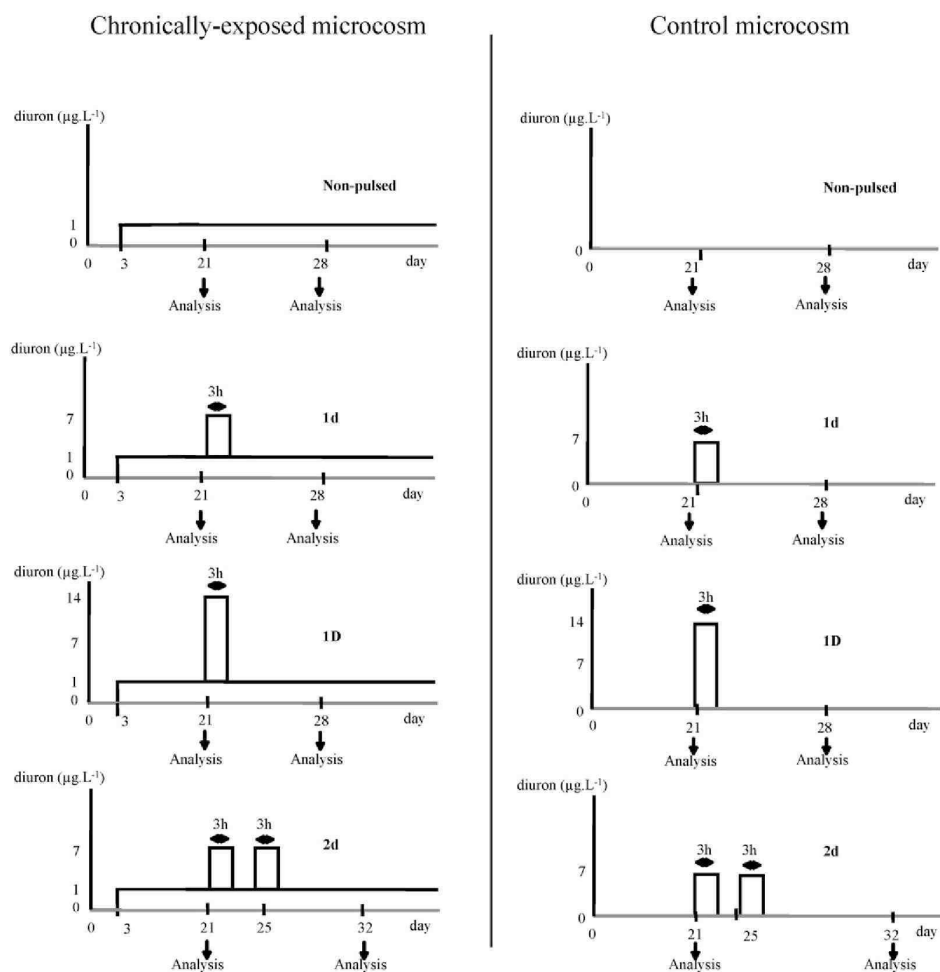 Chronically-exposed microcosm
diuron (µg.L⁻¹)
Non-pulsed
1
0
0 3 21 28 day
Analysis Analysis
diuron (µg.L⁻¹)
3h
7
1d
1
0
0 3 21 28 day
Analysis Analysis
diuron (µg.L⁻¹)
3h
14
7
1D
1
0
0 3 21 28 day
Analysis Analysis
diuron (µg.L⁻¹)
3h 3h
2d
7
1
0
0 3 21 25 32 day
Analysis Analysis
Control microcosm
diuron (µg.L⁻¹)
Non-pulsed
0
0 21 28 day
Analysis Analysis
diuron (µg.L⁻¹)
3h
1d
7
0
0 21 28 day
Analysis Analysis
diuron (µg.L⁻¹)
3h
14
1D
7
0
0 21 28 day
Analysis Analysis
diuron (µg.L⁻¹)
3h 3h
2d
7
0
0 21 25 32 day
Analysis Analysis